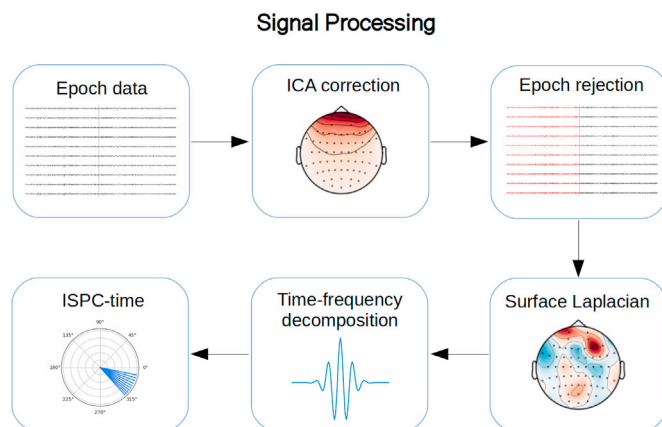 Signal Processing
Epoch data
ICA correction
Epoch rejection
ISPC-time
90°
135°
45°
180°
0°
225°
315°
270°
Time-frequency
decomposition
Surface Laplacian